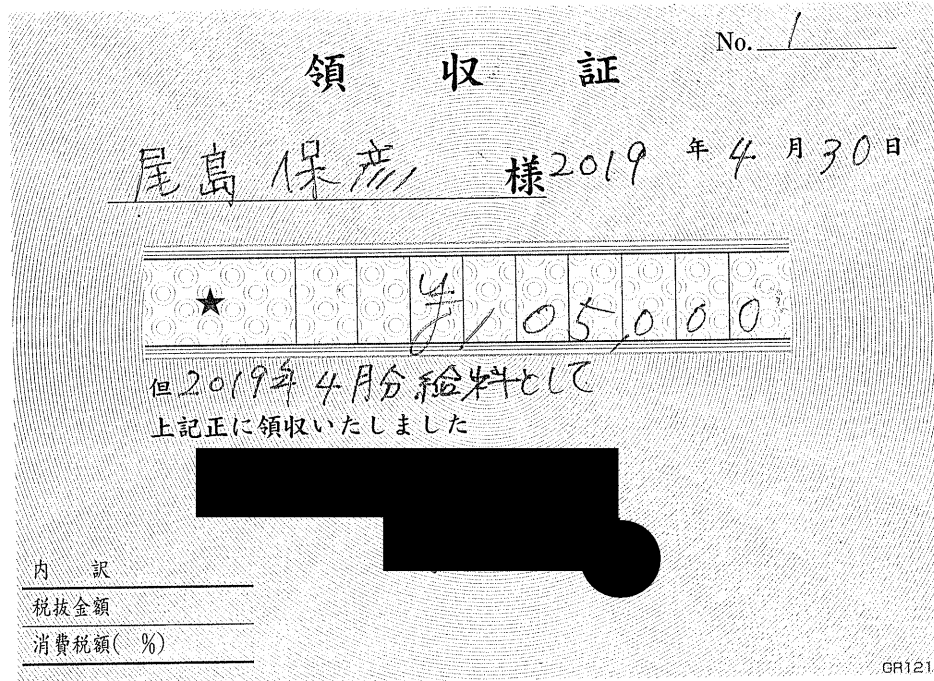 No. 1
領 収 証
尾島 保彦 様 2019 年 4 月 30 日
★ ¥105,000
但 2019年 4月分 給料として
上記正に領収いたしました
内 訳
税抜金額
消費税額( %)
GR121